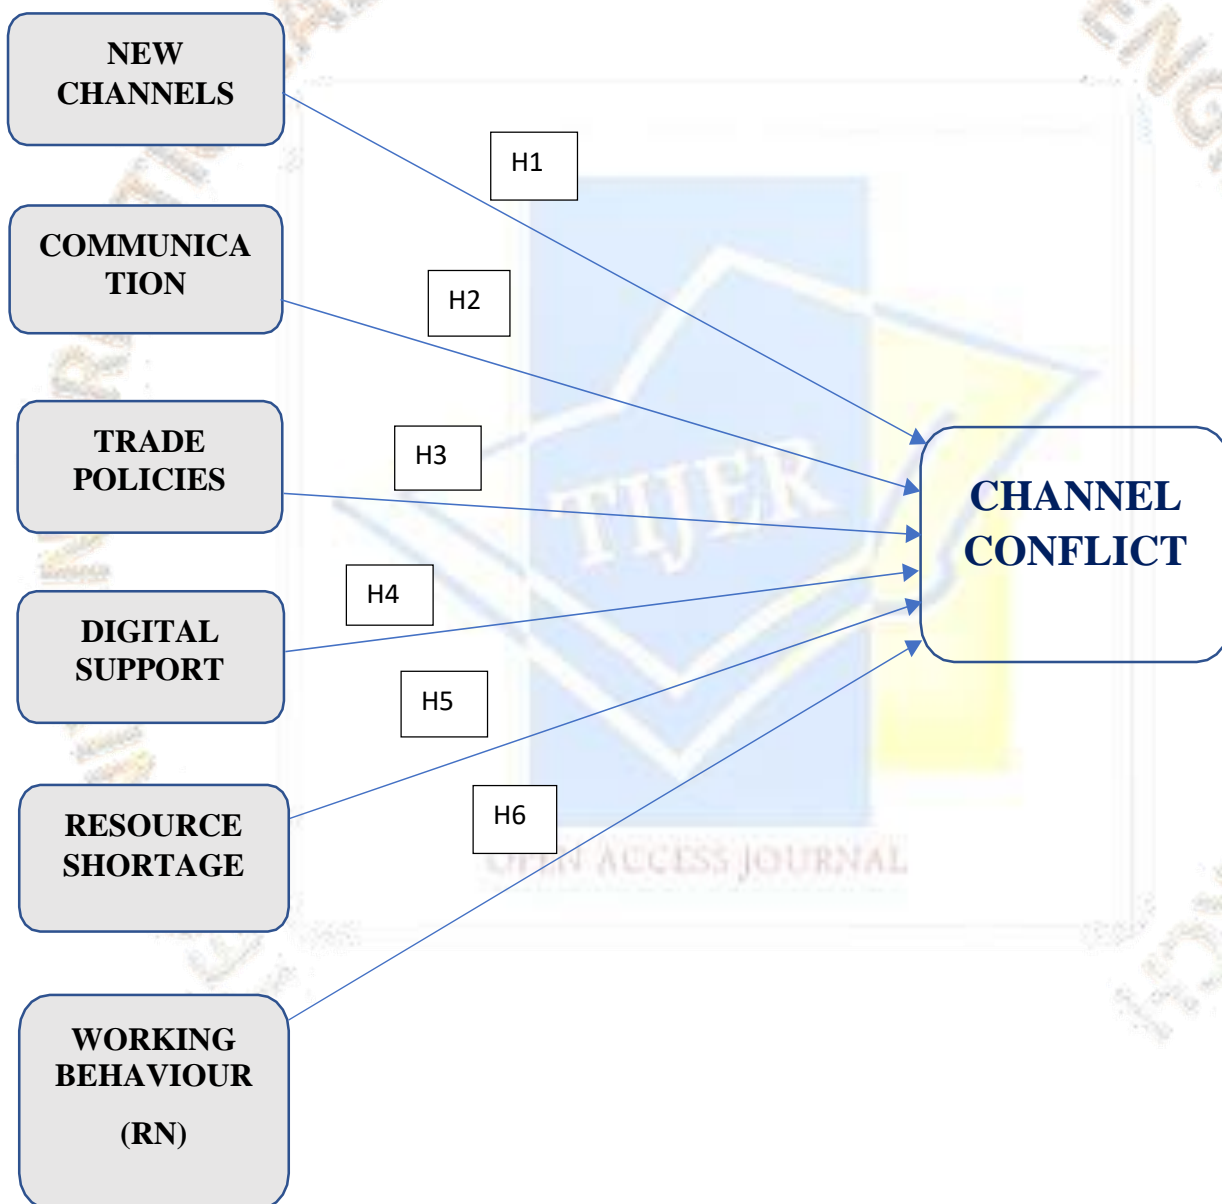 NEW
CHANNELS
H1
COMMUNICA
TION
H2
TRADE
POLICIES
H3
CHANNEL
CONFLICT
TIJER
DIGITAL
SUPPORT
H4
H5
RESOURCE
SHORTAGE
H6
OPEN ACCESS JOURNAL
WORKING
BEHAVIOUR
(RN)